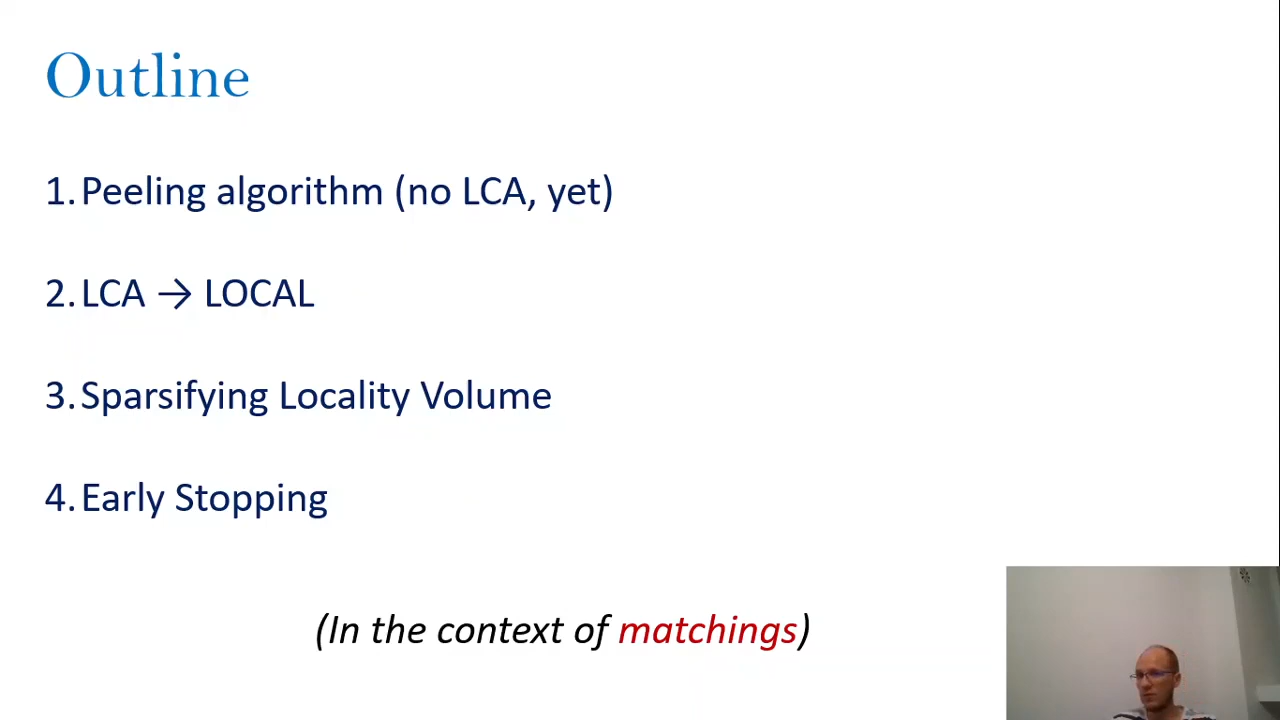 Outline
1. Peeling algorithm (no LCA, yet)
2. LCA → LOCAL
3. Sparsifying Locality Volume
4. Early Stopping
(In the context of matchings)